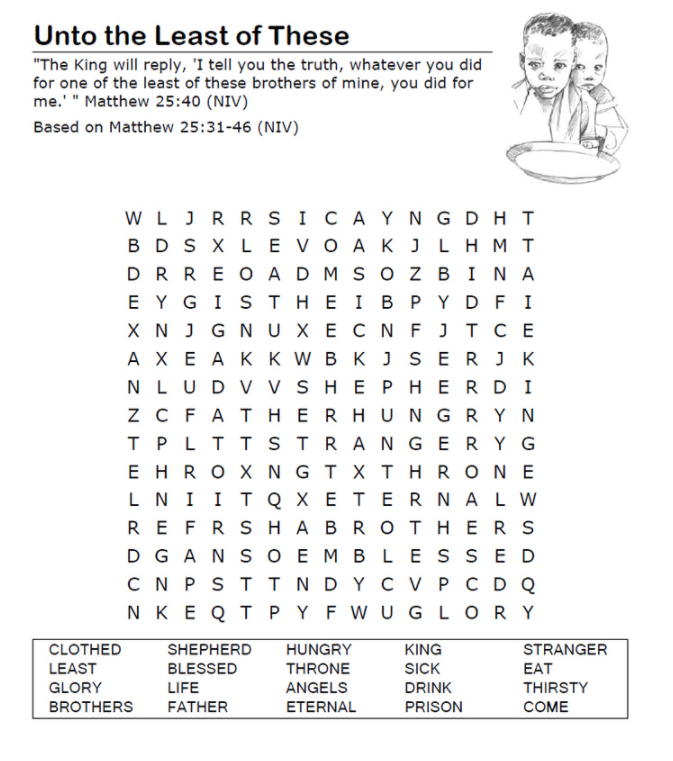 Unto the Least of These
"The King will reply, 'I tell you the truth, whatever you did
for one of the least of these brothers of mine, you did for
me.' " Matthew 25:40 (NIV)
Based on Matthew 25:31-46 (NIV)
W L J R R S I C A Y N G D H T
B D S X L E V O A K J L H M T
D R R E O A D M S O Z B I N A
E Y G I S T H E I B P Y D F I
X N J G N U X E C N F J T C E
A X E A K K W B K J S E R J K
N L U D V V S H E P H E R D I
Z C F A T H E R H U N G R Y N
T P L T T S T R A N G E R Y G
E H R O X N G T X T H R O N E
L N I I T Q X E T E R N A L W
R E F R S H A B R O T H E R S
D G A N S O E M B L E S S E D
C N P S T T N D Y C V P C D Q
N K E Q T P Y F W U G L O R Y
CLOTHED SHEPHERD HUNGRY KING STRANGER
LEAST BLESSED THRONE SICK EAT
GLORY LIFE ANGELS DRINK THIRSTY
BROTHERS FATHER ETERNAL PRISON COME